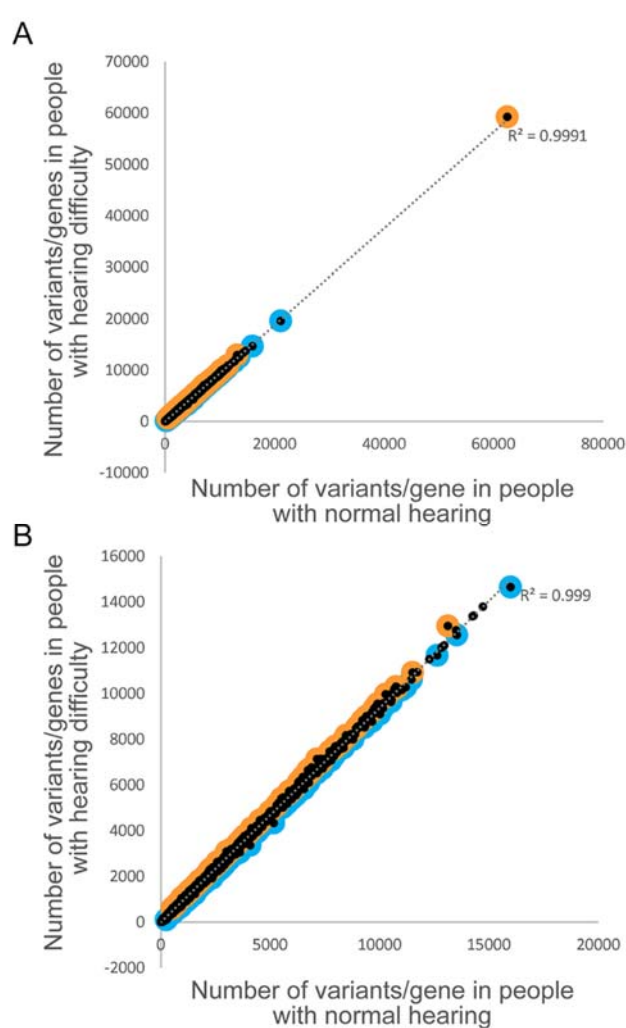 A
Number of variants/genes in people
with hearing difficulty
70000
60000
50000
40000
30000
20000
10000
0
-10000
R² = 0.9991
0
20000
40000
60000
80000
Number of variants/gene in people
with normal hearing
B
Number of variants/genes in people
with hearing difficulty
16000
14000
12000
10000
8000
6000
4000
2000
0
-2000
R² = 0.999
0
5000
10000
15000
20000
Number of variants/gene in people
with normal hearing